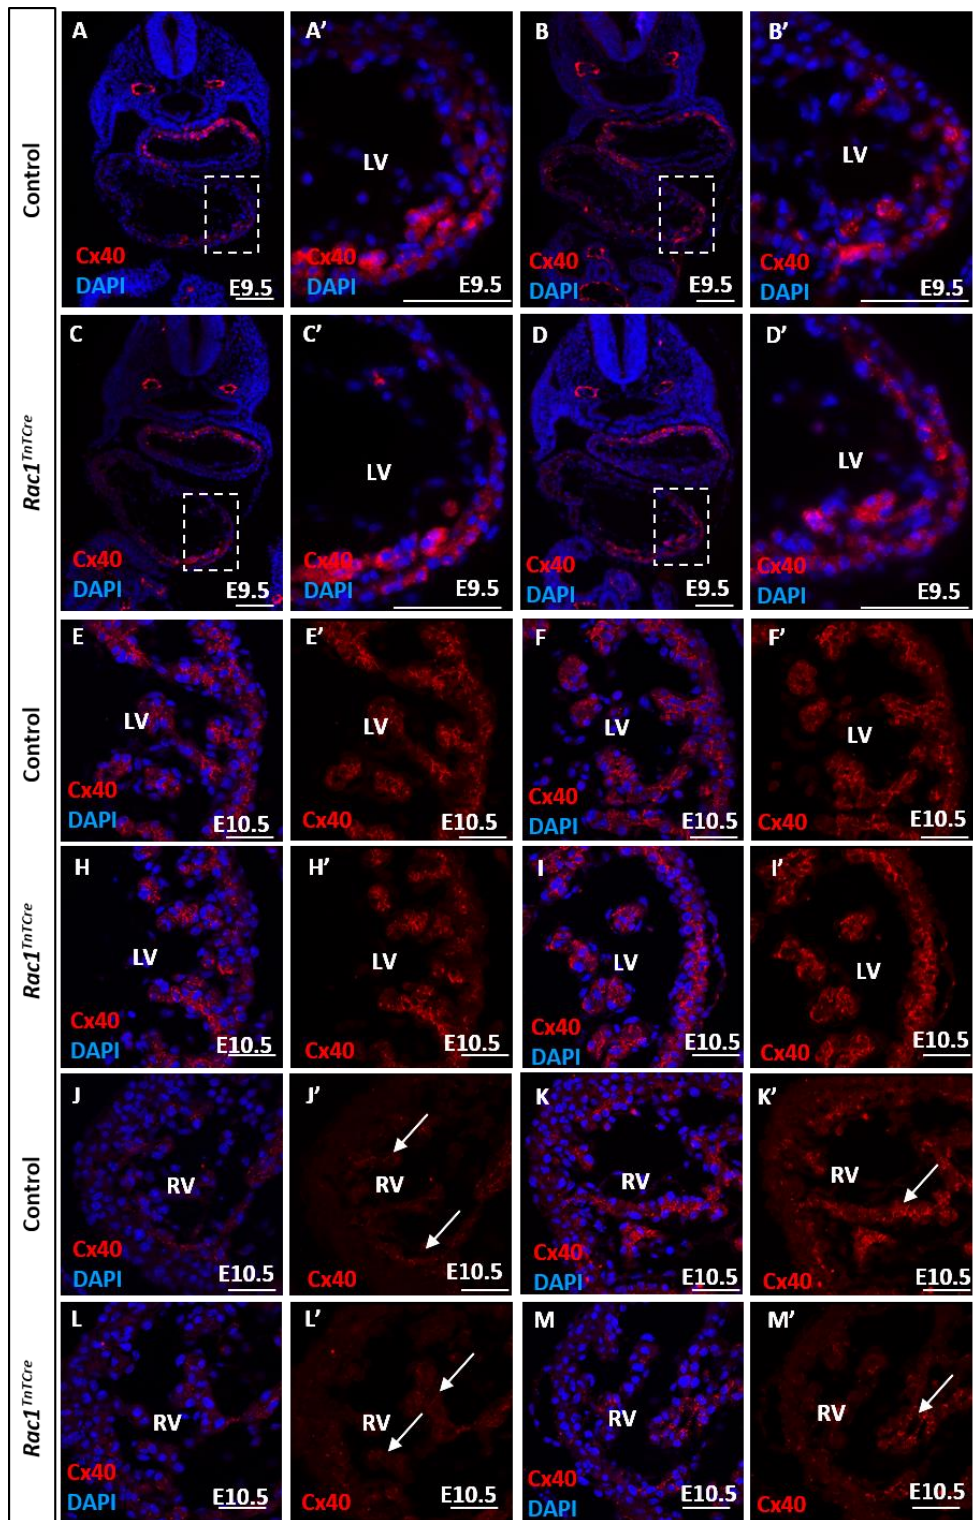 Control
A
Cx40
DAPI
E9.5
A’
LV
Cx40
DAPI
E9.5
B
Cx40
DAPI
E9.5
B’
LV
Cx40
DAPI
E9.5
Rac1TnTCre
C
Cx40
DAPI
E9.5
C’
LV
Cx40
DAPI
E9.5
D
Cx40
DAPI
E9.5
D’
LV
Cx40
DAPI
E9.5
Control
E
LV
Cx40
DAPI
E10.5
E’
LV
Cx40
E10.5
F
LV
Cx40
DAPI
E10.5
F’
LV
Cx40
E10.5
Rac1TnTCre
H
LV
Cx40
DAPI
E10.5
H’
LV
Cx40
E10.5
I
LV
Cx40
DAPI
E10.5
I’
LV
Cx40
E10.5
Control
J
RV
Cx40
DAPI
E10.5
J’
RV
Cx40
E10.5
K
RV
Cx40
DAPI
E10.5
K’
RV
Cx40
E10.5
Rac1TnTCre
L
RV
Cx40
DAPI
E10.5
L’
RV
Cx40
E10.5
M
RV
Cx40
DAPI
E10.5
M’
RV
Cx40
E10.5